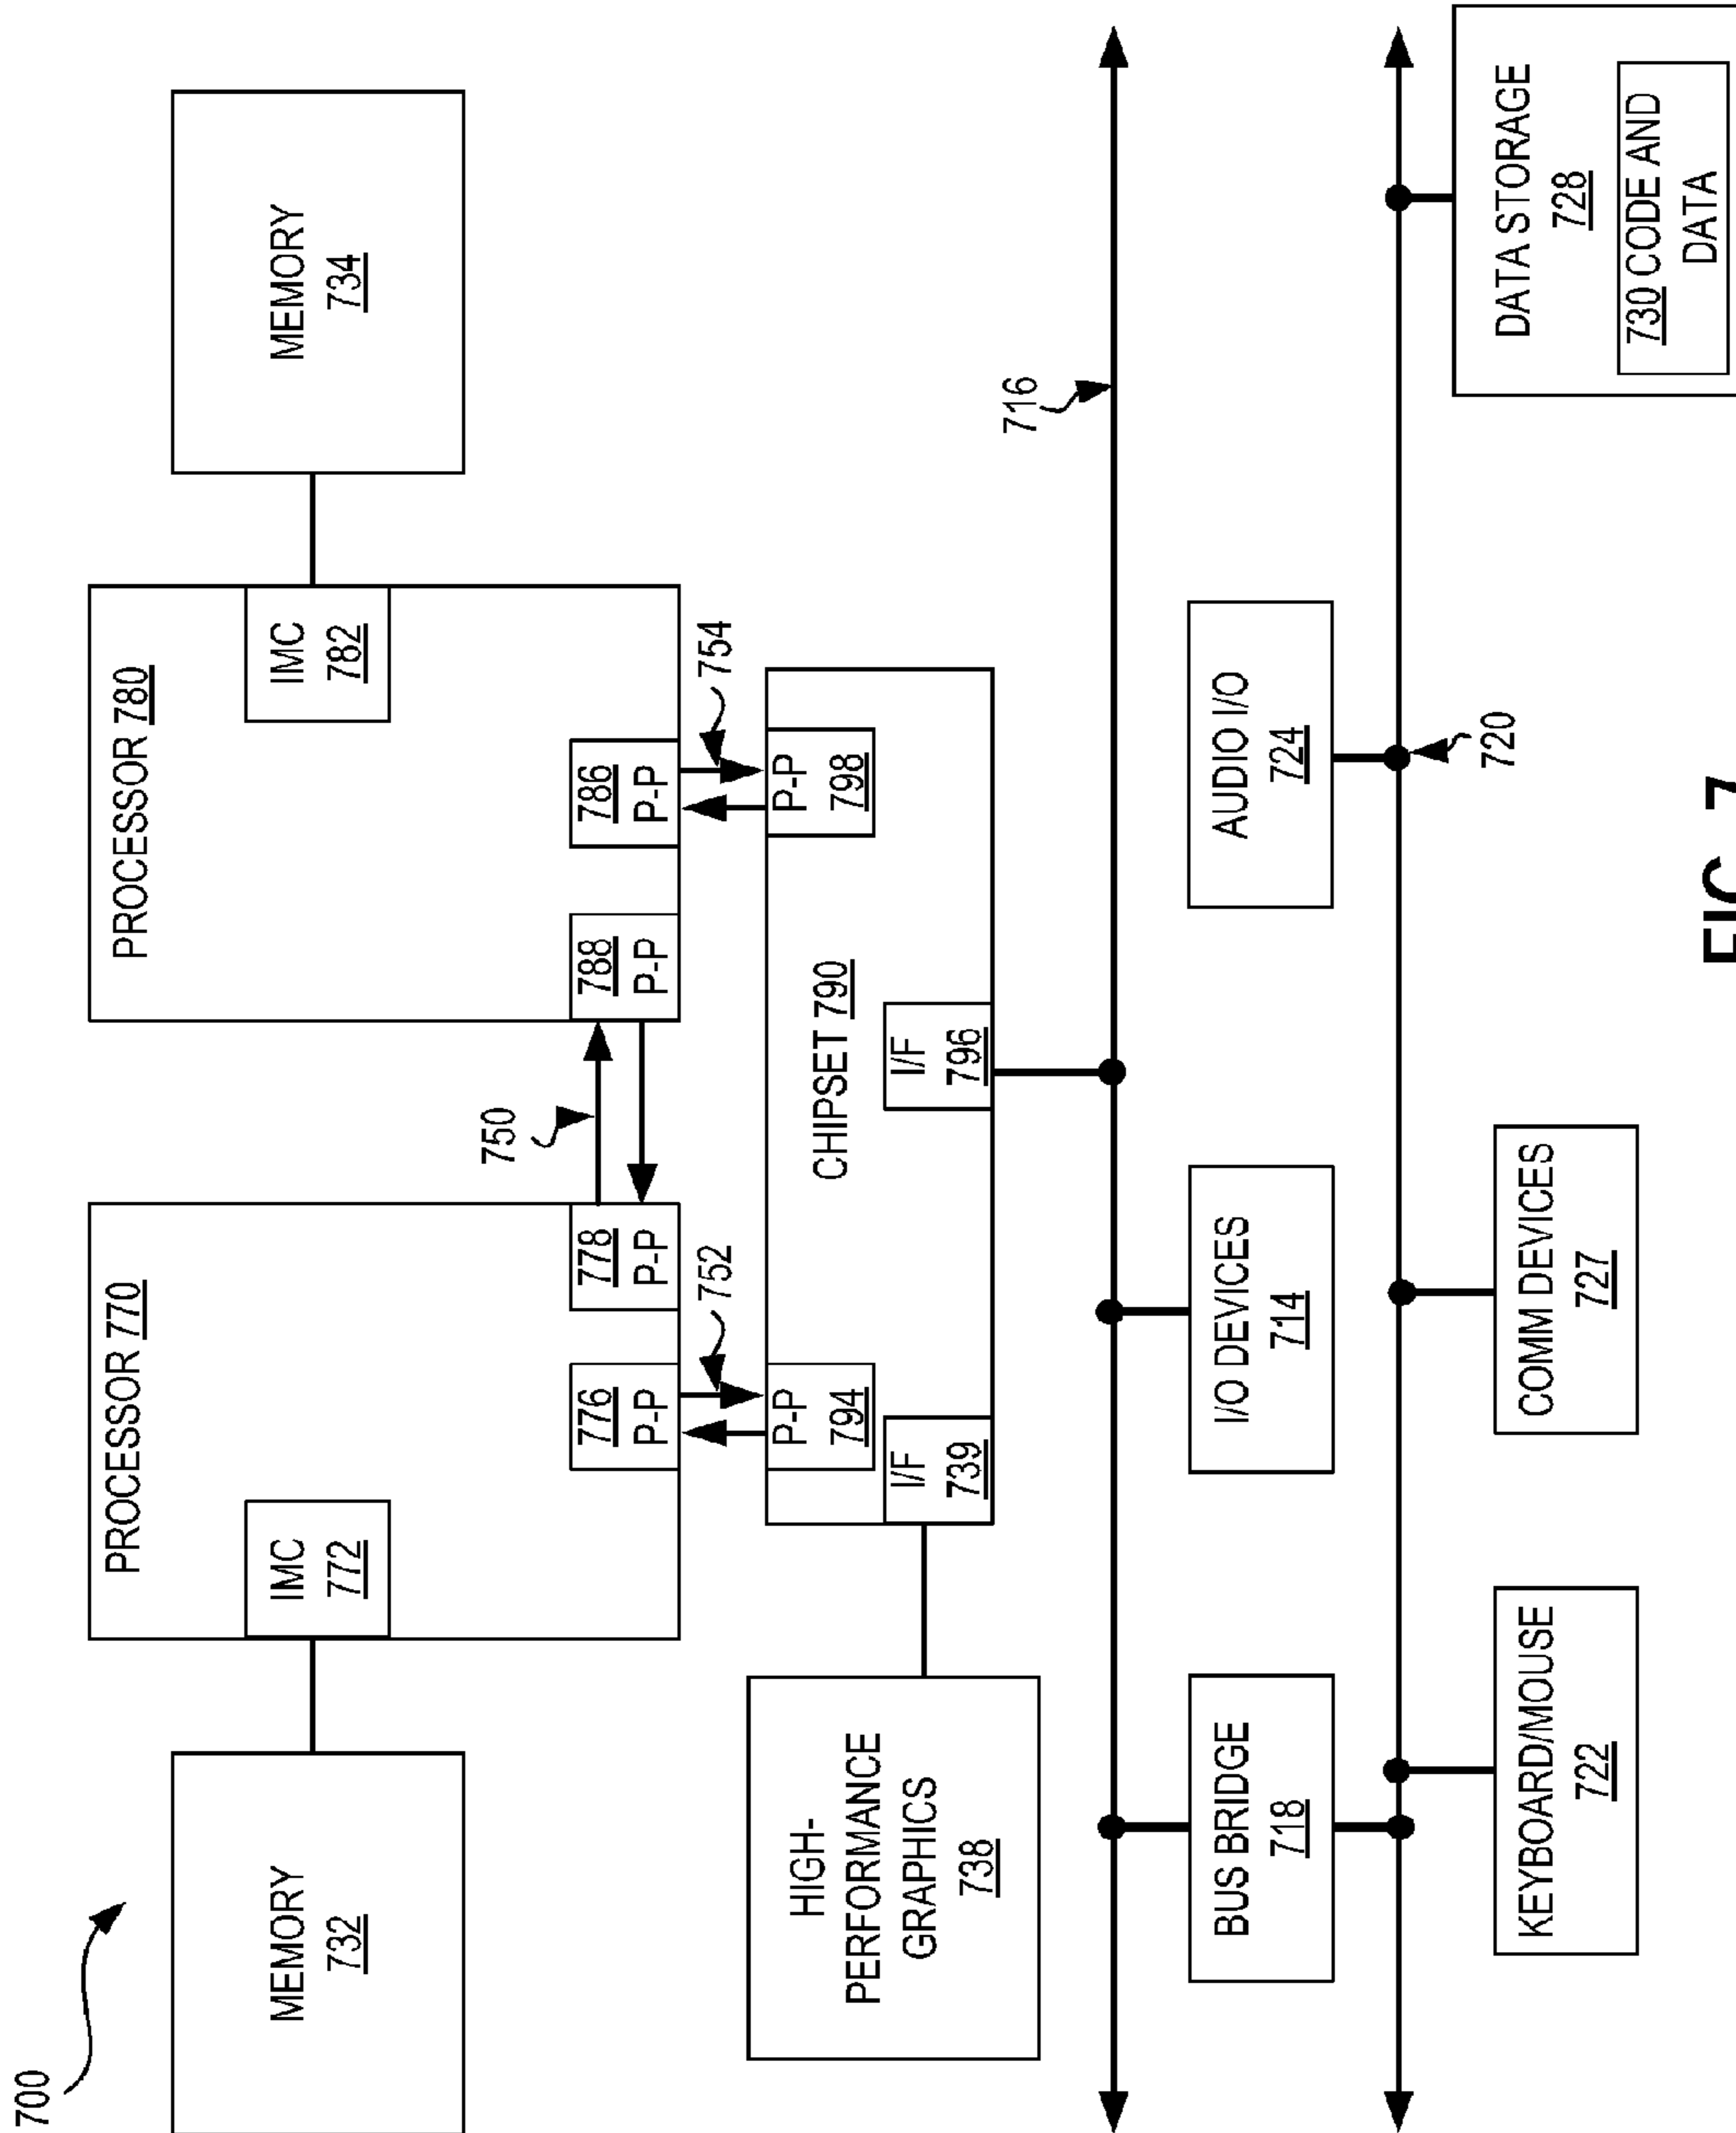 700
MEMORY
732
PROCESSOR 770
IMC
772
776
P-P
778
P-P
750
PROCESSOR 780
788
P-P
786
P-P
IMC
782
MEMORY
734
752
754
HIGH-
PERFORMANCE
GRAPHICS
738
P-P
794
I/F
739
CHIPSET 790
I/F
796
P-P
798
716
BUS BRIDGE
718
I/O DEVICES
714
AUDIO I/O
724
720
KEYBOARD/MOUSE
722
COMM DEVICES
727
DATA STORAGE
728
730 CODE AND
DATA
FIG. 7